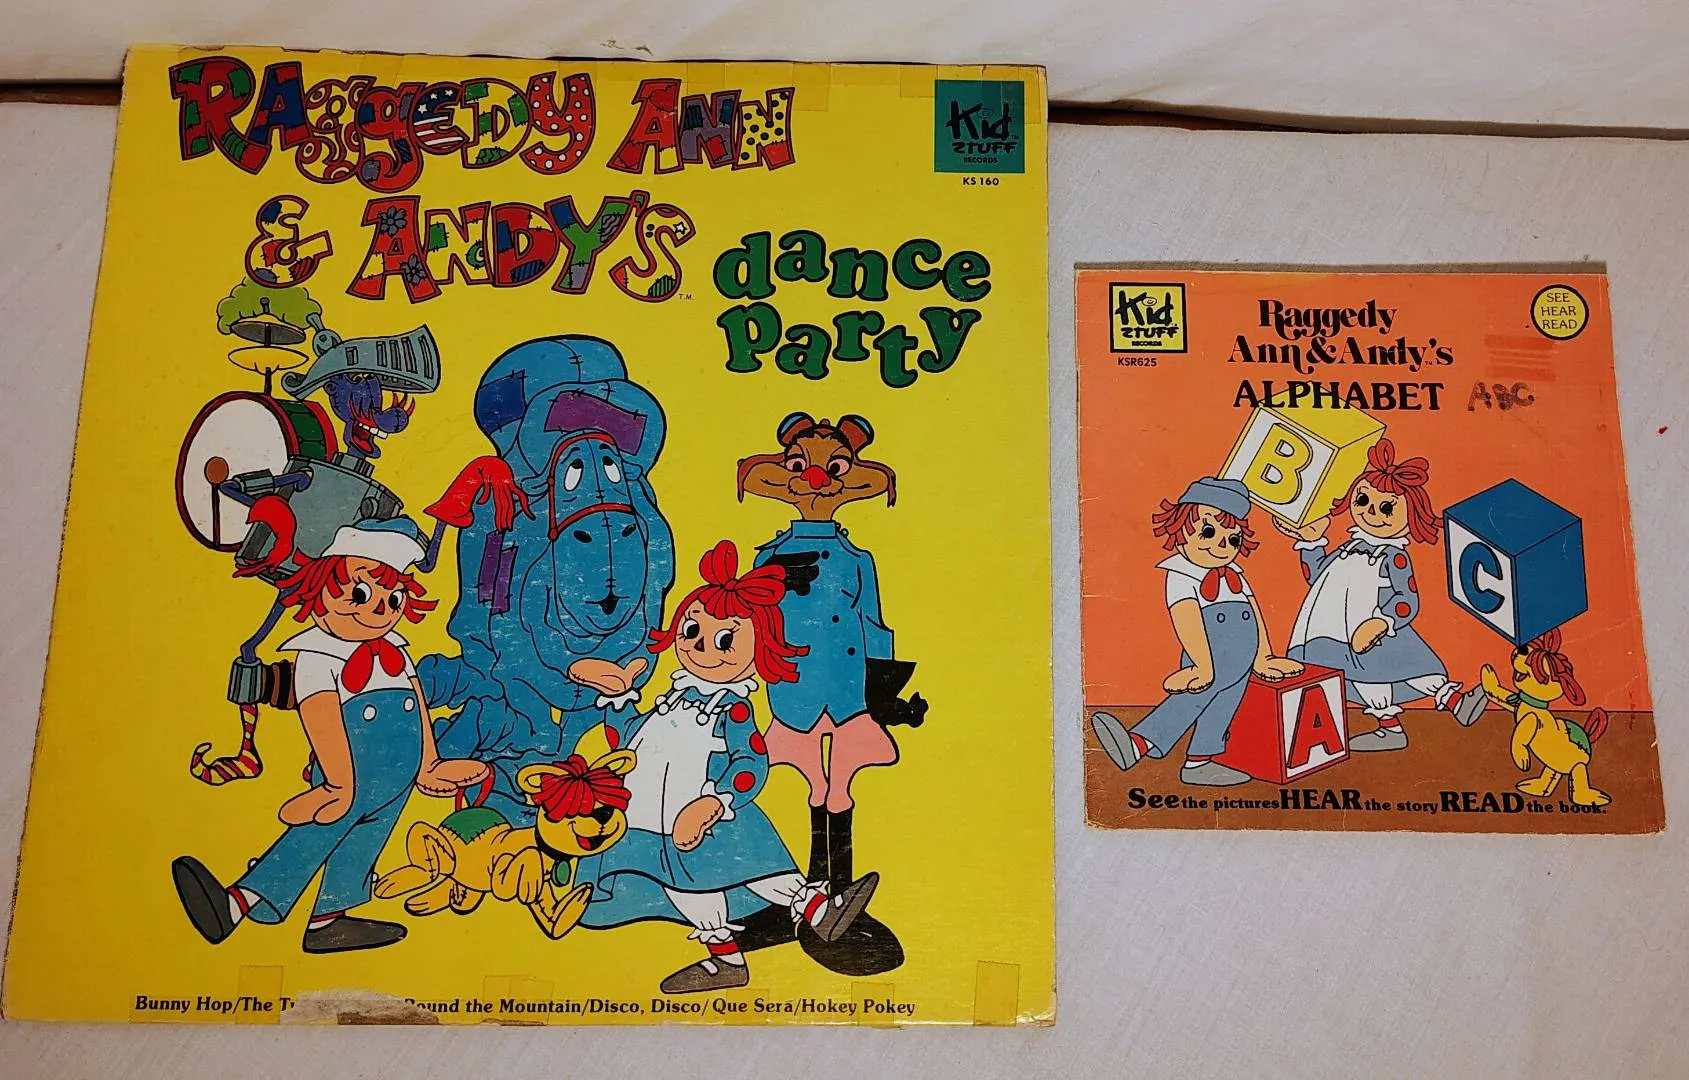 RAggEDY ANN
& ANDY'S
T.M.
dance
party
Kid
STUFF
RECORDS
KS 160
Bunny Hop/The Round the Mountain/Disco, Disco/Que Será/Hokey Pokey
Kid
STUFF
RECORDS
KSR625
Raggedy
Ann & Andy's
ALPHABET
ABC
SEE
HEAR
READ
B
C
A
See the pictures HEAR the story READ the book.